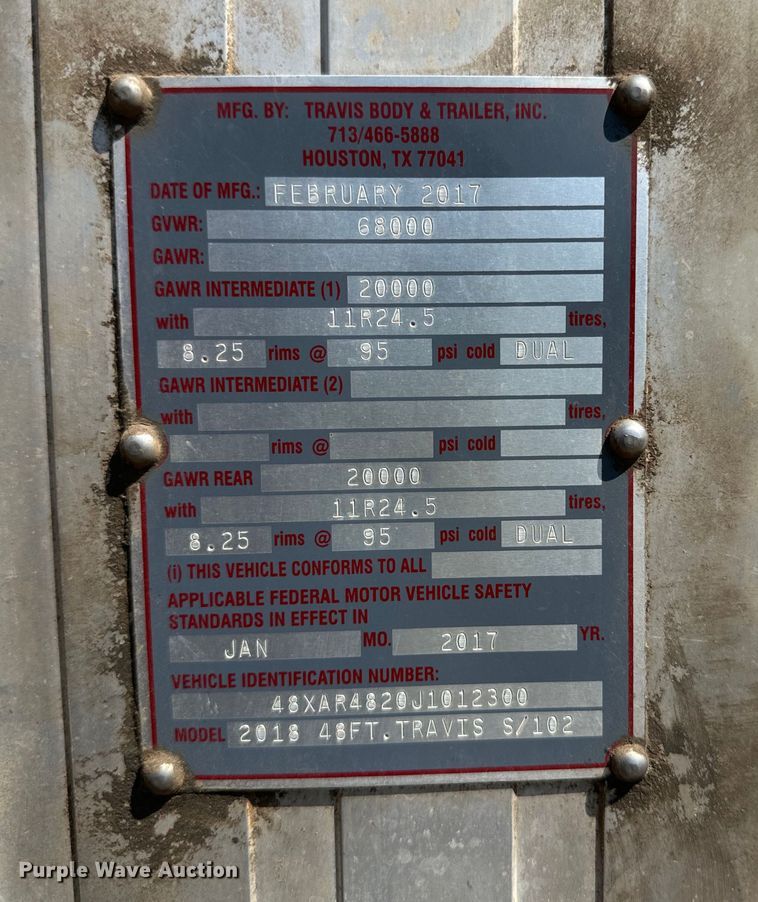 MFG. BY: TRAVIS BODY & TRAILER, INC.
713/466-5888
HOUSTON, TX 77041
DATE OF MFG.: FEBRUARY 2017
GVWR: 68000
GAWR:
GAWR INTERMEDIATE (1) 20000
with 11R24.5 tires,
8.25 rims @ 95 psi cold DUAL
GAWR INTERMEDIATE (2)
with tires,
rims @ psi cold
GAWR REAR 20000
with 11R24.5 tires,
8.25 rims @ 95 psi cold DUAL
(i) THIS VEHICLE CONFORMS TO ALL
APPLICABLE FEDERAL MOTOR VEHICLE SAFETY
STANDARDS IN EFFECT IN
JAN MO. 2017 YR.
VEHICLE IDENTIFICATION NUMBER:
48XAR4820J1012300
MODEL 2018 48FT.TRAVIS S/102
Purple Wave Auction